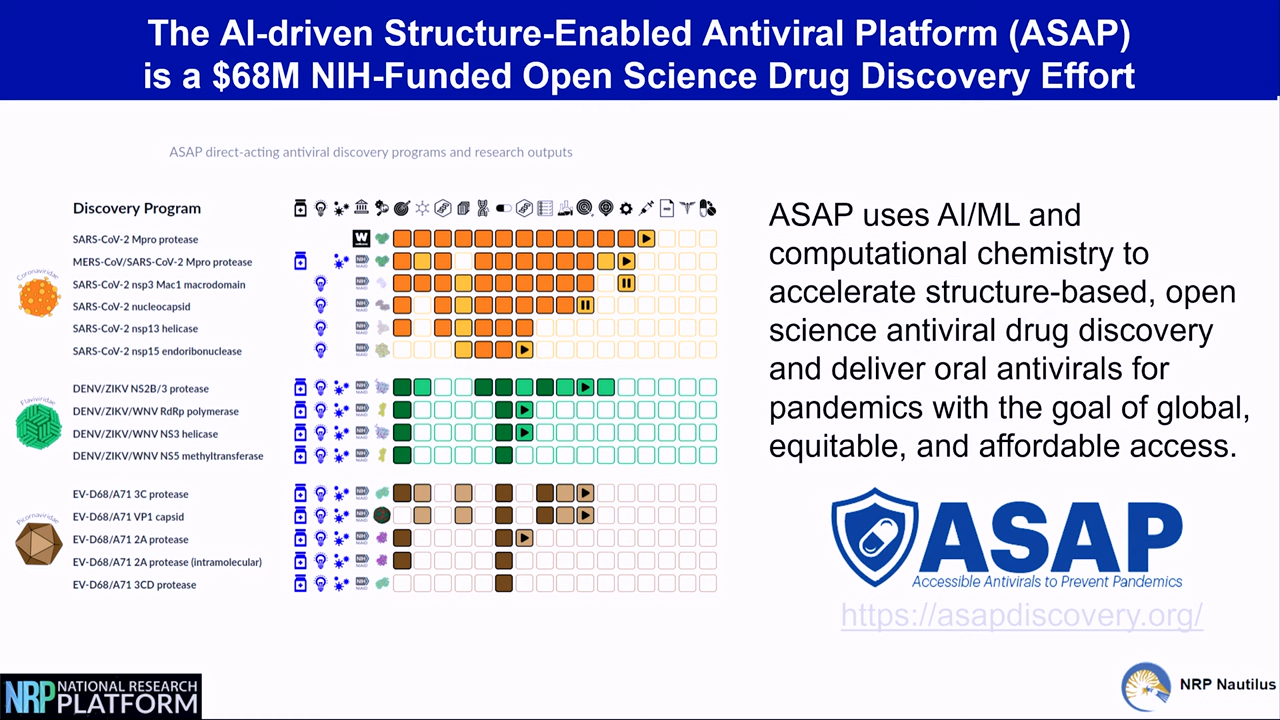 The AI-driven Structure-Enabled Antiviral Platform (ASAP)
is a $68M NIH-Funded Open Science Drug Discovery Effort
ASAP direct-acting antiviral discovery programs and research outputs
Discovery Program
Coronaviridae
SARS-CoV-2 Mpro protease
MERS-CoV/SARS-CoV-2 Mpro protease
SARS-CoV-2 nsp3 Mac1 macrodomain
SARS-CoV-2 nucleocapsid
SARS-CoV-2 nsp13 helicase
SARS-CoV-2 nsp15 endoribonuclease
Flaviviridae
DENV/ZIKV NS2B/3 protease
DENV/ZIKV/WNV RdRp polymerase
DENV/ZIKV/WNV NS3 helicase
DENV/ZIKV/WNV NS5 methyltransferase
Picornaviridae
EV-D68/A71 3C protease
EV-D68/A71 VP1 capsid
EV-D68/A71 2A protease
EV-D68/A71 2A protease (intramolecular)
EV-D68/A71 3CD protease
ASAP uses AI/ML and
computational chemistry to
accelerate structure-based, open
science antiviral drug discovery
and deliver oral antivirals for
pandemics with the goal of global,
equitable, and affordable access.
ASAP
Accessible Antivirals to Prevent Pandemics
https://asapdiscovery.org/
NRP NATIONAL RESEARCH
PLATFORM
NRP Nautilus